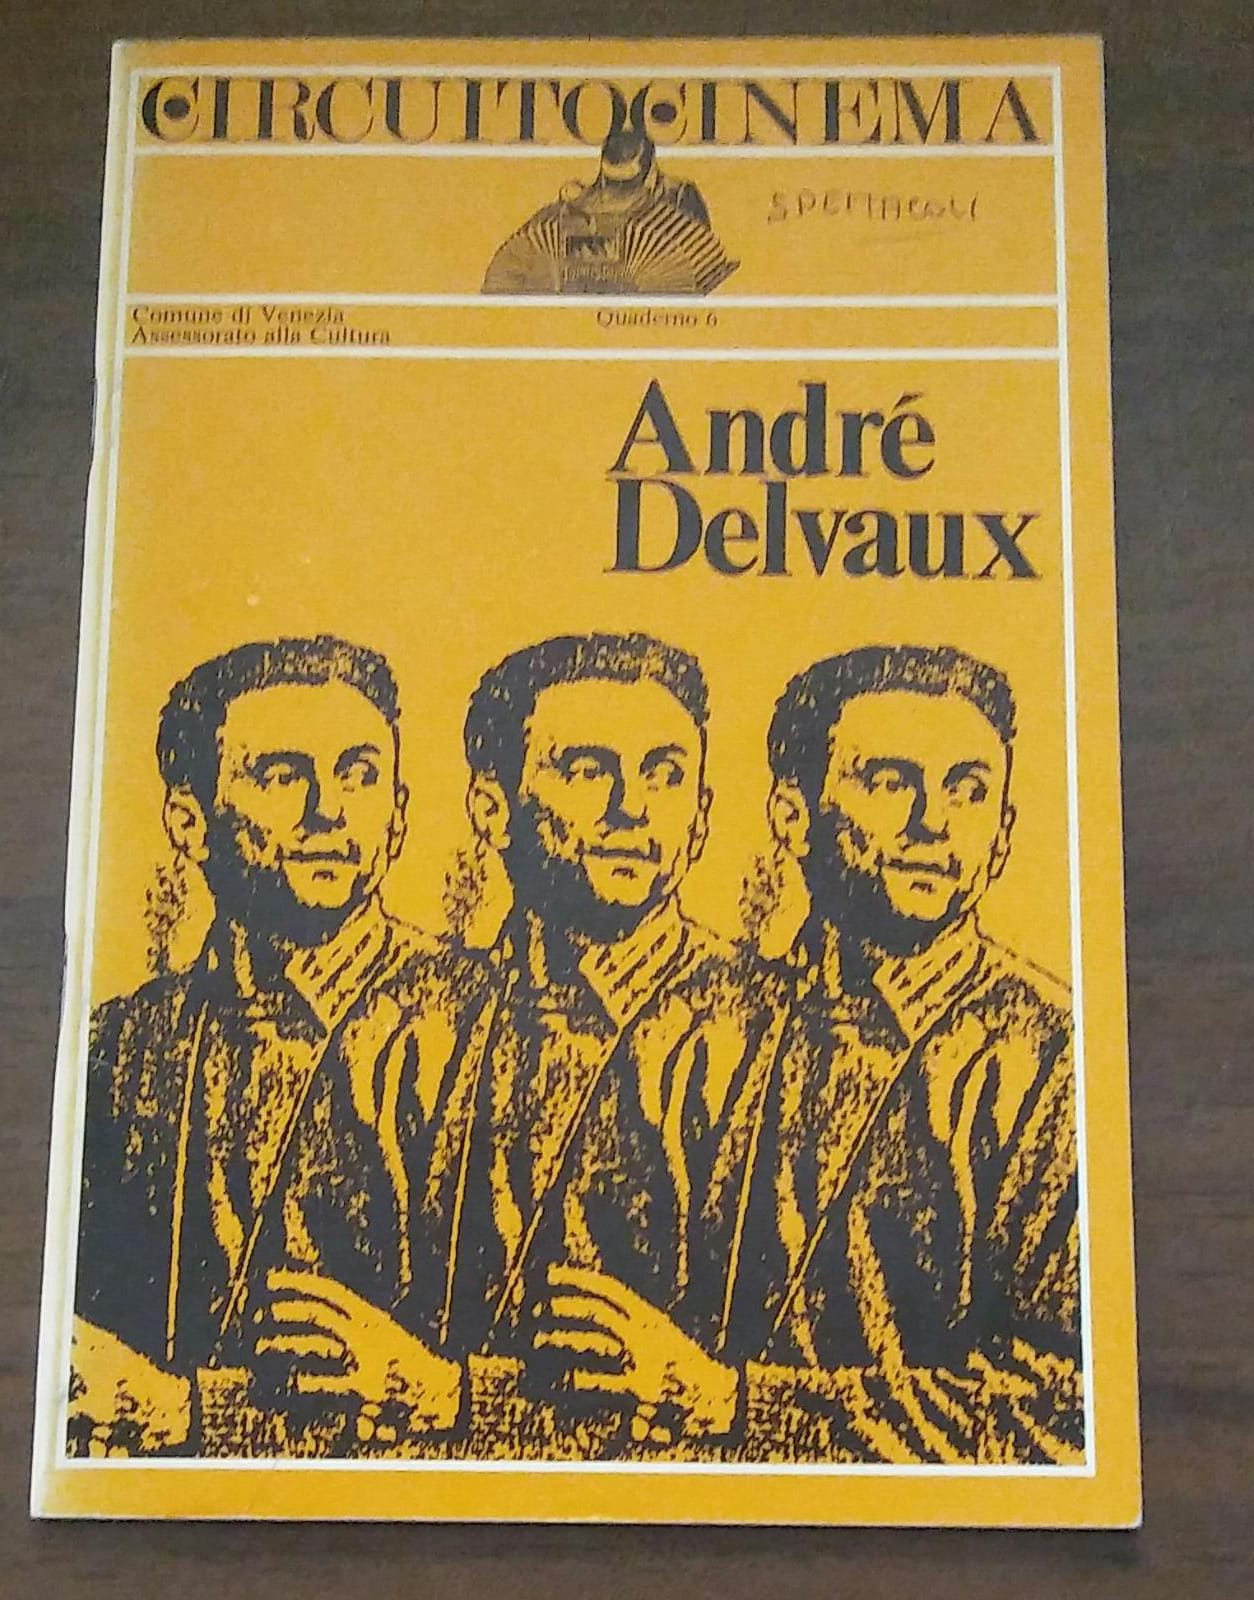 CIRCUITOCINEMA
SPETTACOLI
Comune di Venezia
Assessorato alla Cultura
Quaderno 6
André
Delvaux